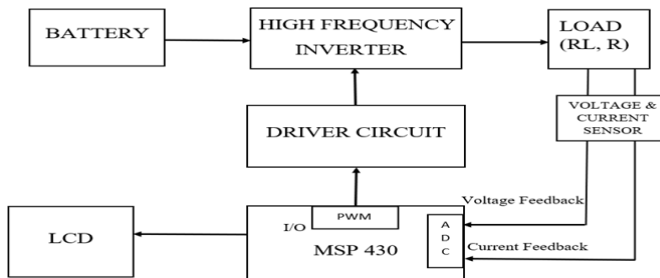 BATTERY
HIGH FREQUENCY
INVERTER
LOAD
(RL, R)
VOLTAGE &
CURRENT
SENSOR
DRIVER CIRCUIT
Voltage Feedback
PWM
I/O
A
D
C
LCD
MSP 430
Current Feedback